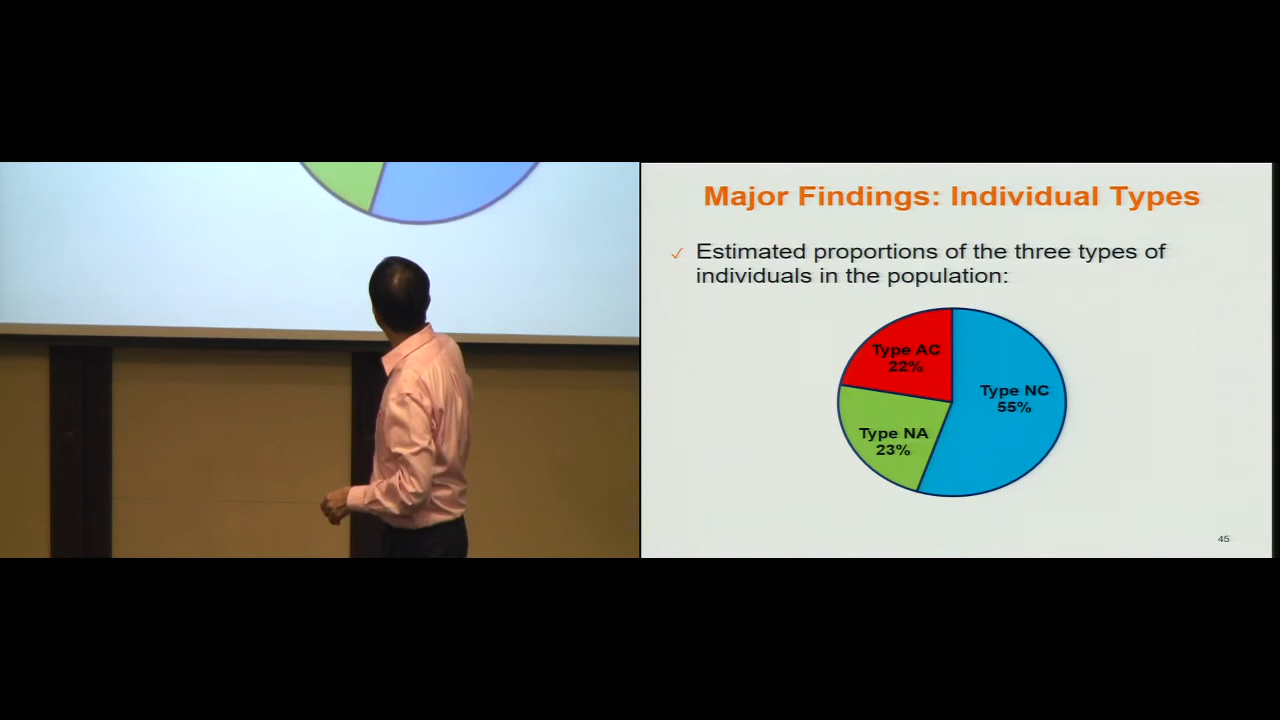 Major Findings: Individual Types
✓ Estimated proportions of the three types of
individuals in the population:
Type AC
22%
Type NC
55%
Type NA
23%
45